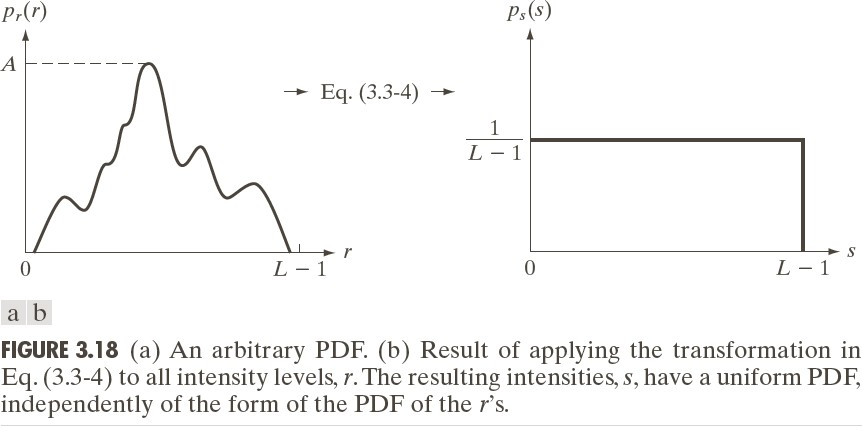 pᵣ(r)
A
0
L − 1
r
→ Eq. (3.3-4) →
pₛ(s)
1
L − 1
0
L − 1
s
a b
FIGURE 3.18 (a) An arbitrary PDF. (b) Result of applying the transformation in
Eq. (3.3-4) to all intensity levels, r. The resulting intensities, s, have a uniform PDF,
independently of the form of the PDF of the r’s.